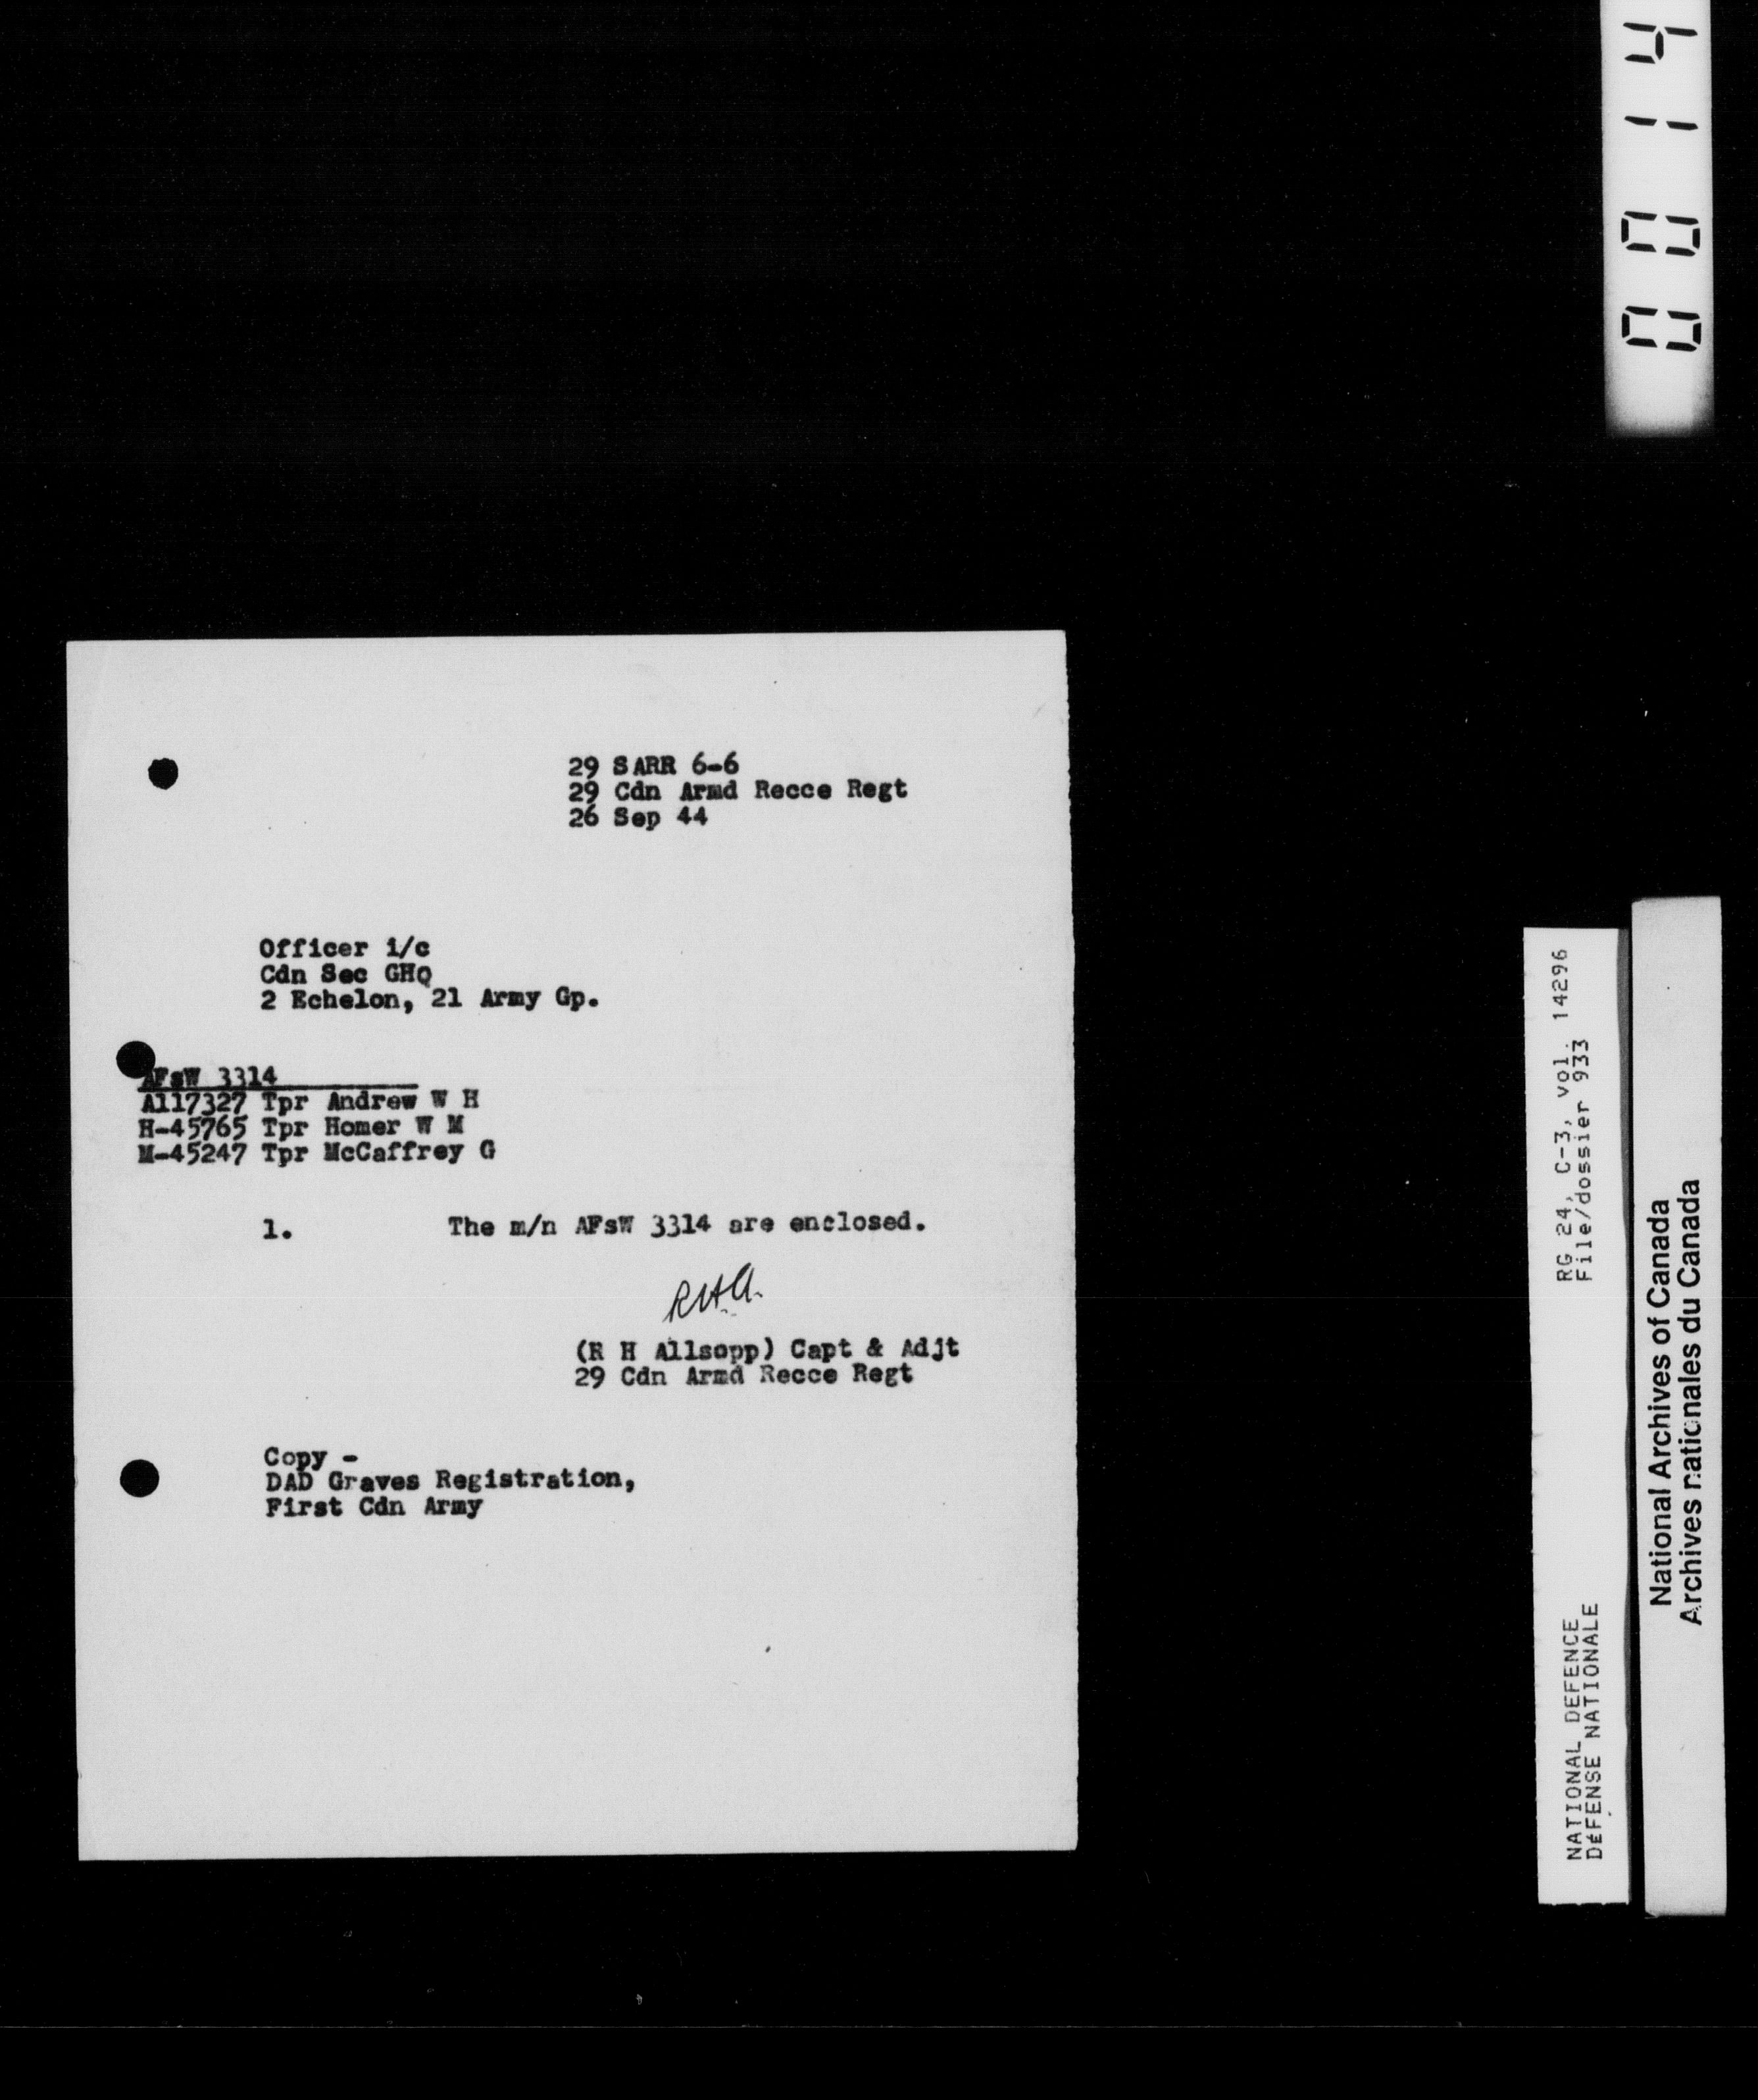 0014
29 SARR 6-6
29 Cdn Armd Recce Regt
26 Sep 44
Officer i/c
Cdn Sec GHQ
2 Echelon, 21 Army Gp.
AFsW 3314
A117327 Tpr Andrew W H
H-45765 Tpr Homer W M
M-45247 Tpr McCaffrey G
1. The m/n AFsW 3314 are enclosed.
RHA.
(R H Allsopp) Capt & Adjt
29 Cdn Armd Recce Regt
Copy -
DAD Graves Registration,
First Cdn Army
NATIONAL DEFENCE RG 24, C-3, vol. 14296
DéFENSE NATIONALE File/dossier 933
National Archives of Canada
Archives nationales du Canada